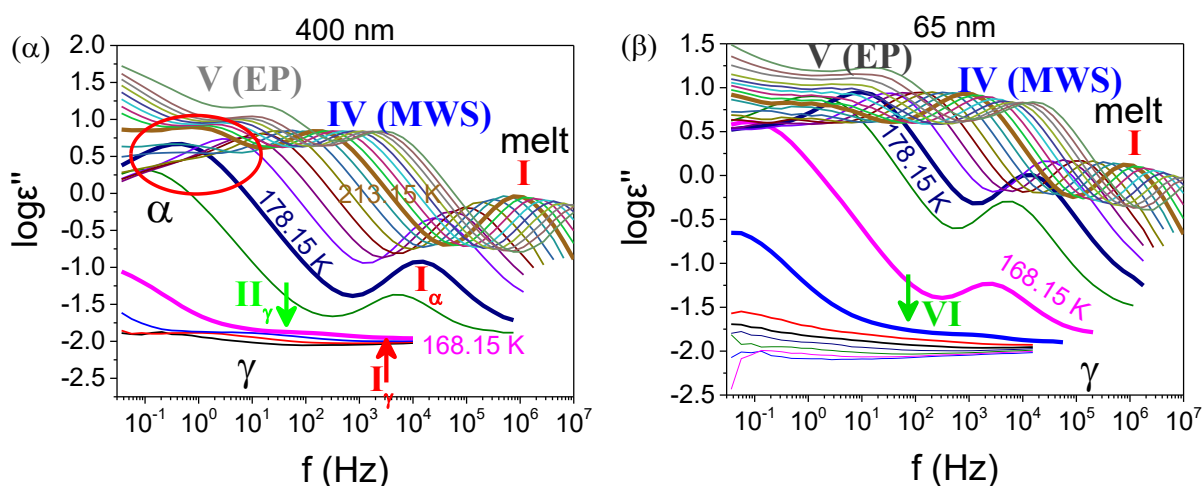 (α)
400 nm
2.0
1.5
1.0
0.5
0.0
-0.5
-1.0
-1.5
-2.0
-2.5
logε''
V (EP)
IV (MWS)
melt
I
α
213.15 K
178.15 K
II
γ
I
α
168.15 K
γ
I
γ
10⁻¹ 10⁰ 10¹ 10² 10³ 10⁴ 10⁵ 10⁶ 10⁷
f (Hz)
(β)
65 nm
1.5
1.0
0.5
0.0
-0.5
-1.0
-1.5
-2.0
-2.5
logε''
V (EP)
IV (MWS)
melt
I
178.15 K
168.15 K
VI
γ
10⁻¹ 10⁰ 10¹ 10² 10³ 10⁴ 10⁵ 10⁶ 10⁷
f (Hz)